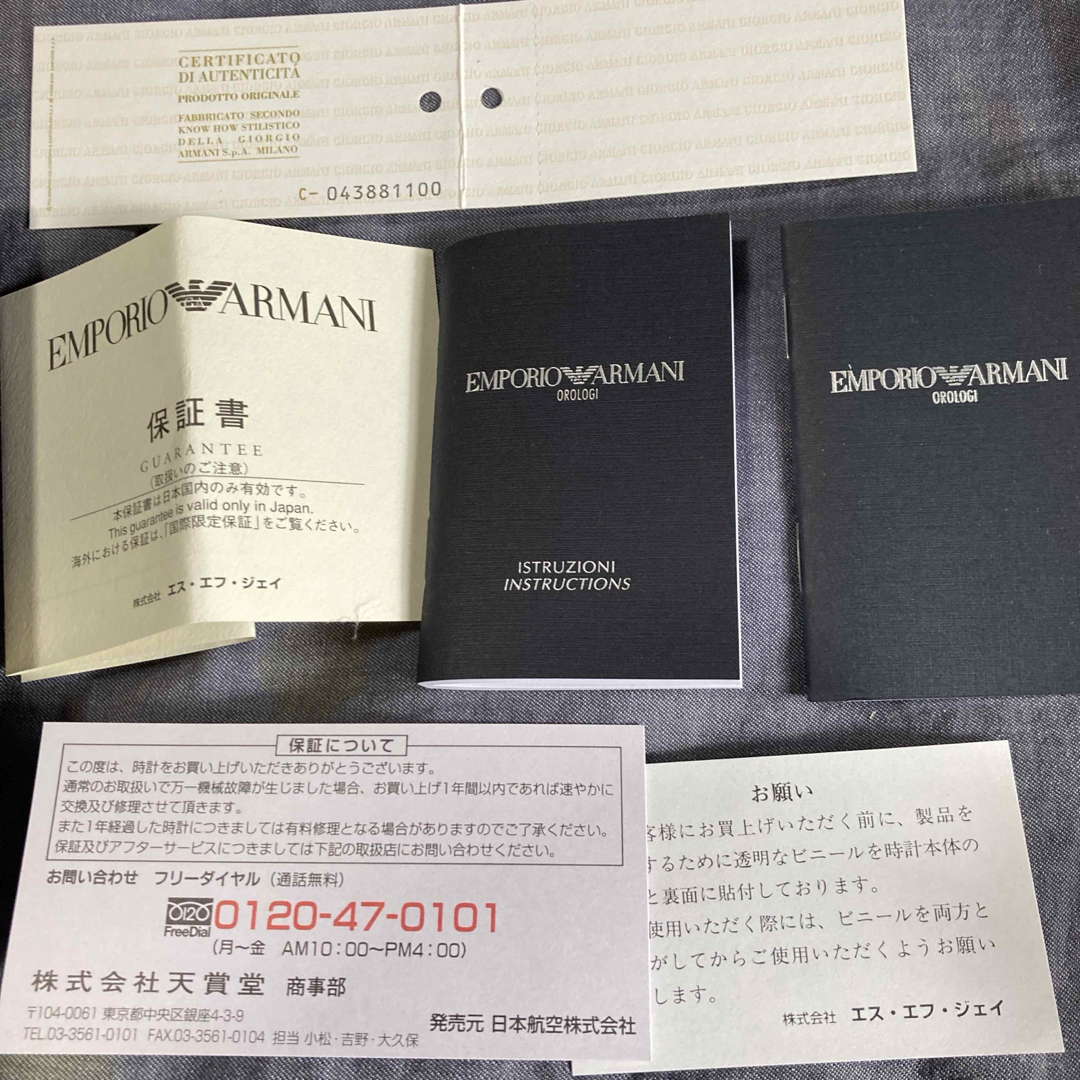 CERTIFICATO
DI AUTENTICITÀ
PRODOTTO ORIGINALE
FABBRICATO SECONDO
KNOW HOW STILISTICO
DELLA GIORGIO
ARMANI S.p.A. MILANO
C- 043881100
EMPORIO ARMANI
保証書
GUARANTEE
(取扱いのご注意)
本保証書は日本国内のみ有効です。
This guarantee is valid only in Japan.
海外における保証は、「国際限定保証」をご覧ください。
株式会社 エス・エフ・ジェイ
EMPORIO ARMANI
OROLOGI
ISTRUZIONI
INSTRUCTIONS
EMPORIO ARMANI
OROLOGI
保証について
この度は、時計をお買い上げいただきありがとうございます。
通常のお取扱いで万一機械故障が生じました場合、お買い上げ1年間以内であれば速やかに
交換及び修理させて頂きます。
また1年経過した時計につきましては有料修理となる場合がありますのでご了承ください。
保証及びアフターサービスにつきましては下記の取扱店にお問い合わせください。
お問い合わせ フリーダイヤル(通話無料)
0120
FreeDial
0120-47-0101
(月〜金 AM10:00〜PM4:00)
株式会社天賞堂 商事部
〒104-0061 東京都中央区銀座4-3-9
TEL.03-3561-0101 FAX.03-3561-0104 担当 小松・吉野・大久保
発売元 日本航空株式会社
お願い
客様にお買上げいただく前に、製品を
するために透明なビニールを時計本体の
と裏面に貼付しております。
使用いただく際には、ビニールを両方と
がしてからご使用いただくようお願い
します。
株式会社 エス・エフ・ジェイ